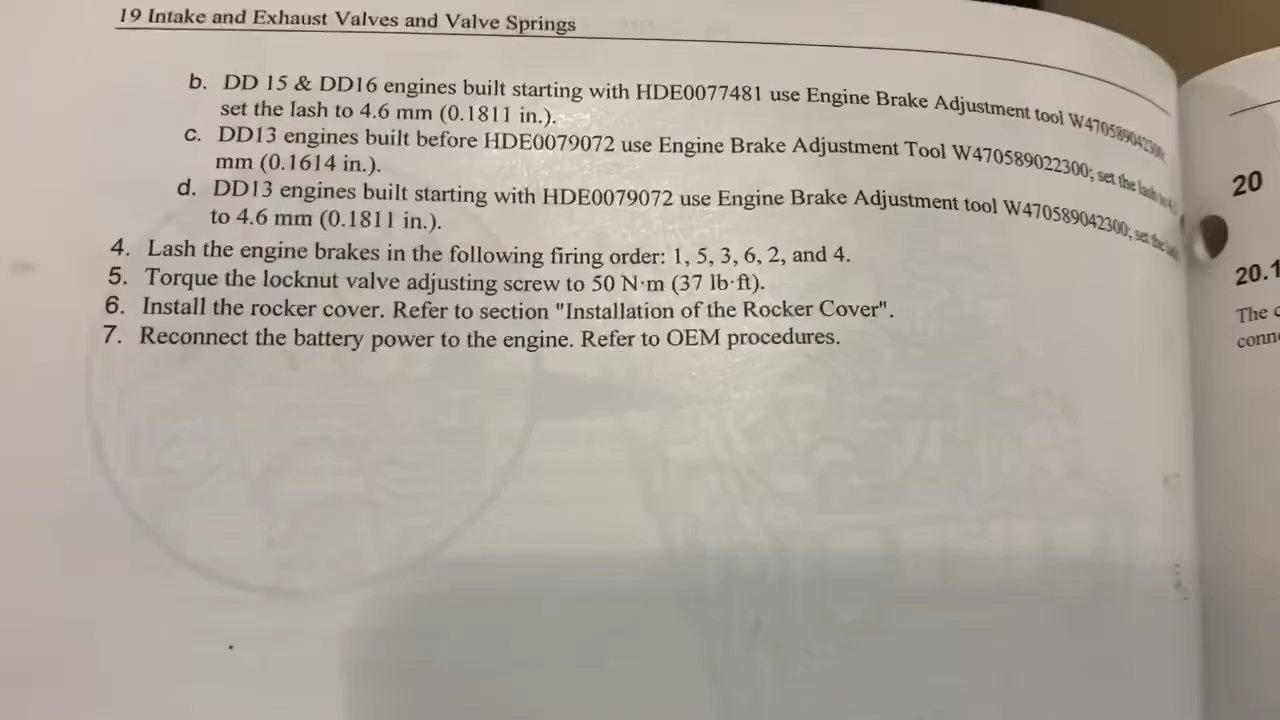 19 Intake and Exhaust Valves and Valve Springs
b. DD 15 & DD16 engines built starting with HDE0077481 use Engine Brake Adjustment tool W470589042300;
set the lash to 4.6 mm (0.1811 in.).
c. DD13 engines built before HDE0079072 use Engine Brake Adjustment Tool W470589022300; set the lash to
mm (0.1614 in.).
d. DD13 engines built starting with HDE0079072 use Engine Brake Adjustment tool W470589042300; set the
to 4.6 mm (0.1811 in.).
4. Lash the engine brakes in the following firing order: 1, 5, 3, 6, 2, and 4.
5. Torque the locknut valve adjusting screw to 50 N·m (37 lb·ft).
6. Install the rocker cover. Refer to section "Installation of the Rocker Cover".
7. Reconnect the battery power to the engine. Refer to OEM procedures.
20
20.1
The
conn